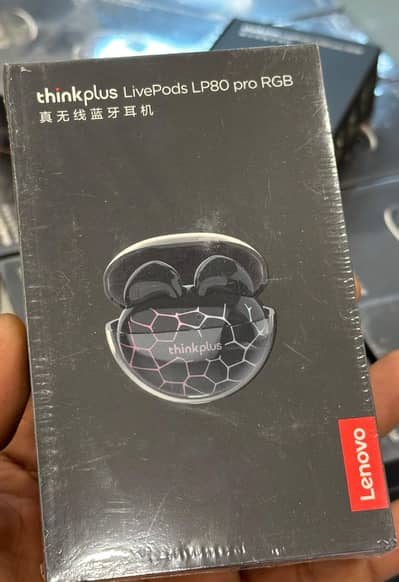 thinkplus LivePods LP80 pro RGB
真无线蓝牙耳机
thinkplus
Lenovo